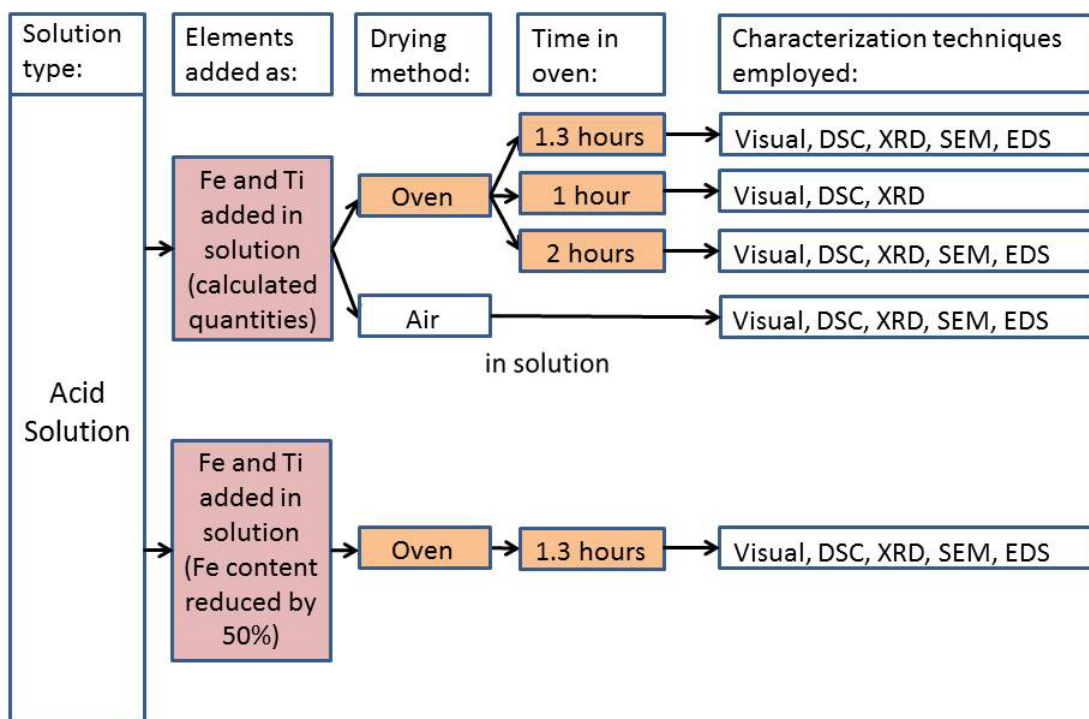 Solution
type:
Elements
added as:
Drying
method:
Time in
oven:
Characterization techniques
employed:
Acid
Solution
Fe and Ti
added in
solution
(calculated
quantities)
Oven
1.3 hours
Visual, DSC, XRD, SEM, EDS
1 hour
Visual, DSC, XRD
2 hours
Visual, DSC, XRD, SEM, EDS
Air
Visual, DSC, XRD, SEM, EDS
in solution
Fe and Ti
added in
solution
(Fe content
reduced by
50%)
Oven
1.3 hours
Visual, DSC, XRD, SEM, EDS